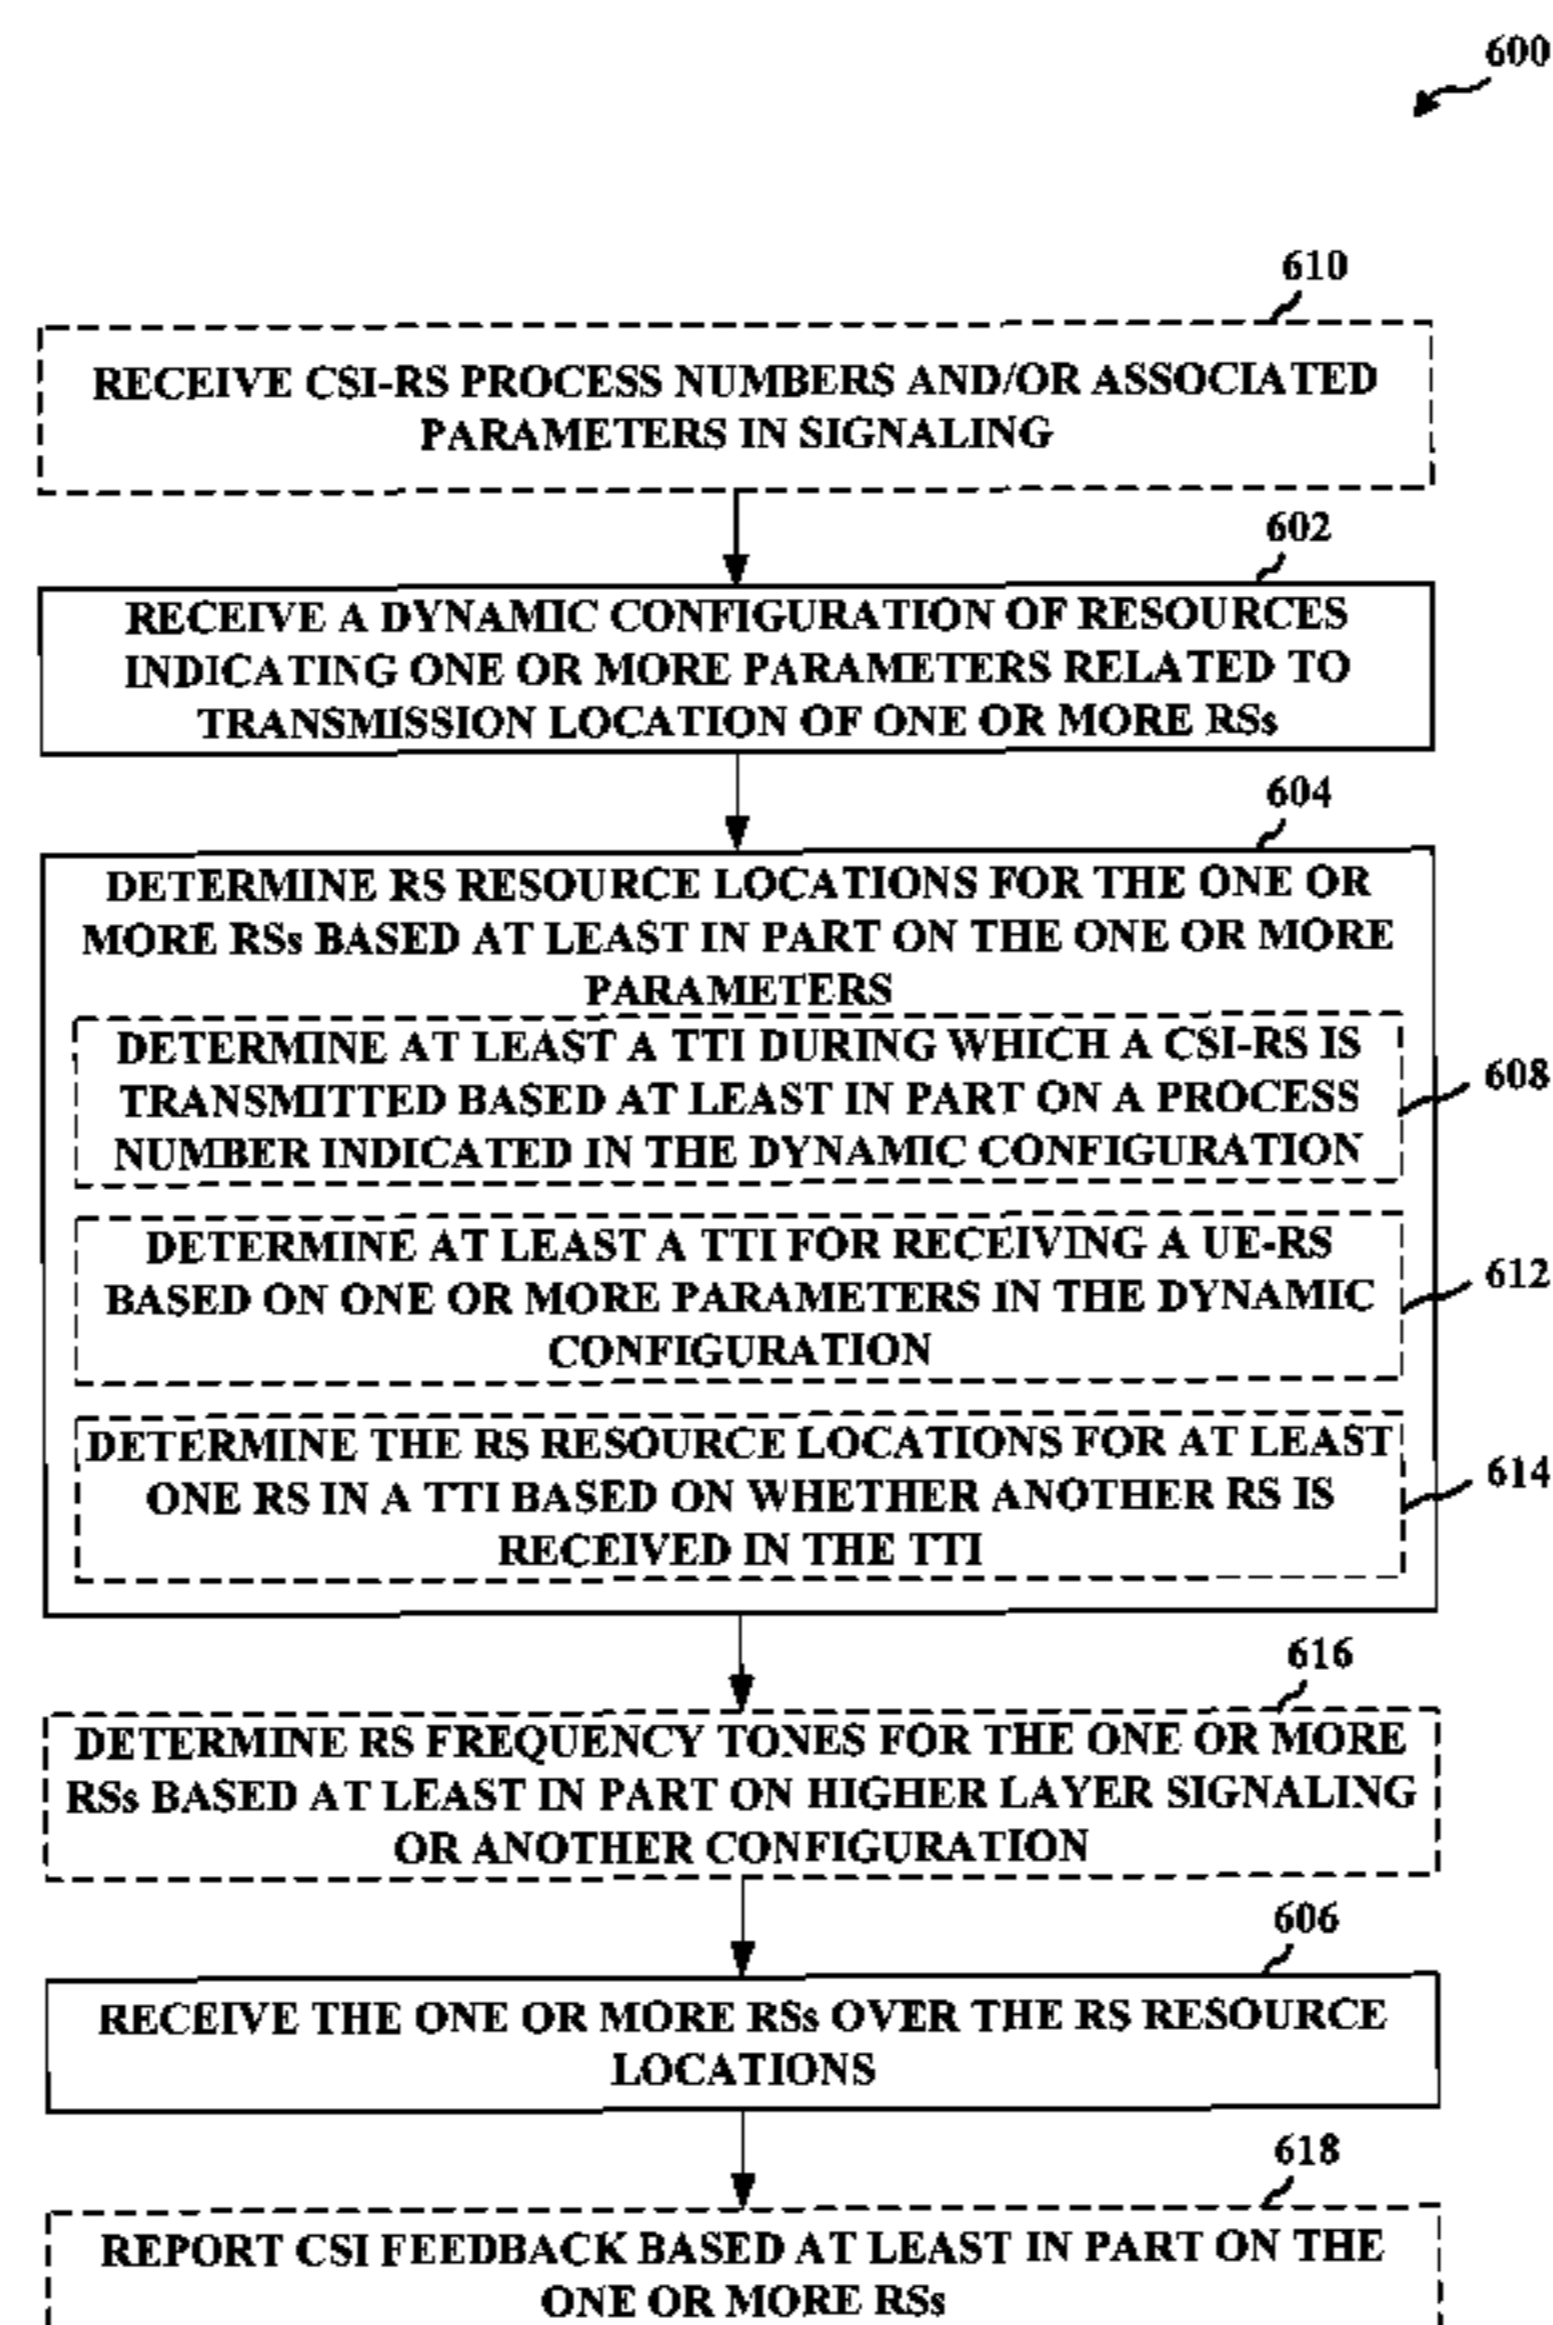 600
610
RECEIVE CSI-RS PROCESS NUMBERS AND/OR ASSOCIATED
PARAMETERS IN SIGNALING
602
RECEIVE A DYNAMIC CONFIGURATION OF RESOURCES
INDICATING ONE OR MORE PARAMETERS RELATED TO
TRANSMISSION LOCATION OF ONE OR MORE RSs
604
DETERMINE RS RESOURCE LOCATIONS FOR THE ONE OR
MORE RSs BASED AT LEAST IN PART ON THE ONE OR MORE
PARAMETERS
DETERMINE AT LEAST A TTI DURING WHICH A CSI-RS IS
TRANSMITTED BASED AT LEAST IN PART ON A PROCESS
NUMBER INDICATED IN THE DYNAMIC CONFIGURATION
608
DETERMINE AT LEAST A TTI FOR RECEIVING A UE-RS
BASED ON ONE OR MORE PARAMETERS IN THE DYNAMIC
CONFIGURATION
612
DETERMINE THE RS RESOURCE LOCATIONS FOR AT LEAST
ONE RS IN A TTI BASED ON WHETHER ANOTHER RS IS
RECEIVED IN THE TTI
614
616
DETERMINE RS FREQUENCY TONES FOR THE ONE OR MORE
RSs BASED AT LEAST IN PART ON HIGHER LAYER SIGNALING
OR ANOTHER CONFIGURATION
606
RECEIVE THE ONE OR MORE RSs OVER THE RS RESOURCE
LOCATIONS
618
REPORT CSI FEEDBACK BASED AT LEAST IN PART ON THE
ONE OR MORE RSs